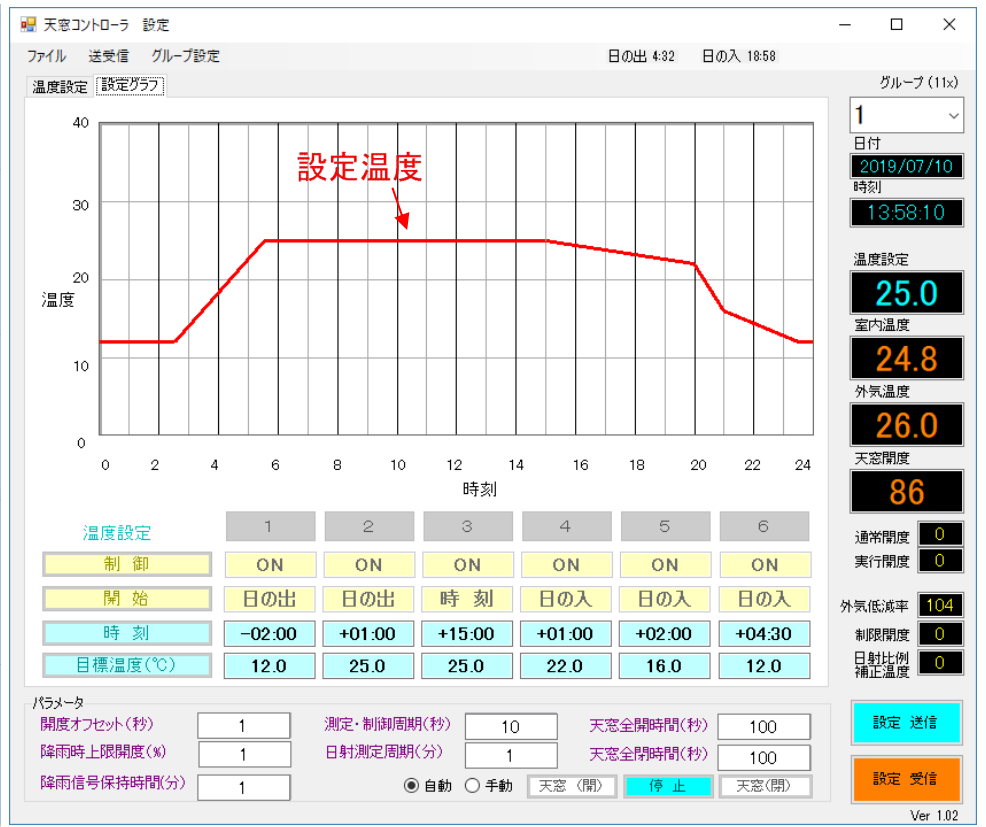 天窓コントローラ 設定
ファイル 送受信 グループ設定 日の出 4:32 日の入 18:58
温度設定 設定グラフ
グループ (11x)
1
日付
2019/07/10
時刻
13:58:10
温度設定
25.0
室内温度
24.8
外気温度
26.0
天窓開度
86
通常開度 0
実行開度 0
外気低減率 104
制限開度 0
日射比例
補正温度 0
設定 送信
設定 受信
Ver 1.02
設定温度
40
30
20
温度
10
0
0 2 4 6 8 10 12 14 16 18 20 22 24
時刻
温度設定 1 2 3 4 5 6
制 御 ON ON ON ON ON ON
開 始 日の出 日の出 時 刻 日の入 日の入 日の入
時 刻 -02:00 +01:00 +15:00 +01:00 +02:00 +04:30
目標温度(℃) 12.0 25.0 25.0 22.0 16.0 12.0
パラメータ
開度オフセット(秒) 1 測定・制御周期(秒) 10 天窓全開時間(秒) 100
降雨時上限開度(%) 1 日射測定周期(分) 1 天窓全閉時間(秒) 100
降雨信号保持時間(分) 1 自動 手動 天窓 (開) 停 止 天窓(閉)